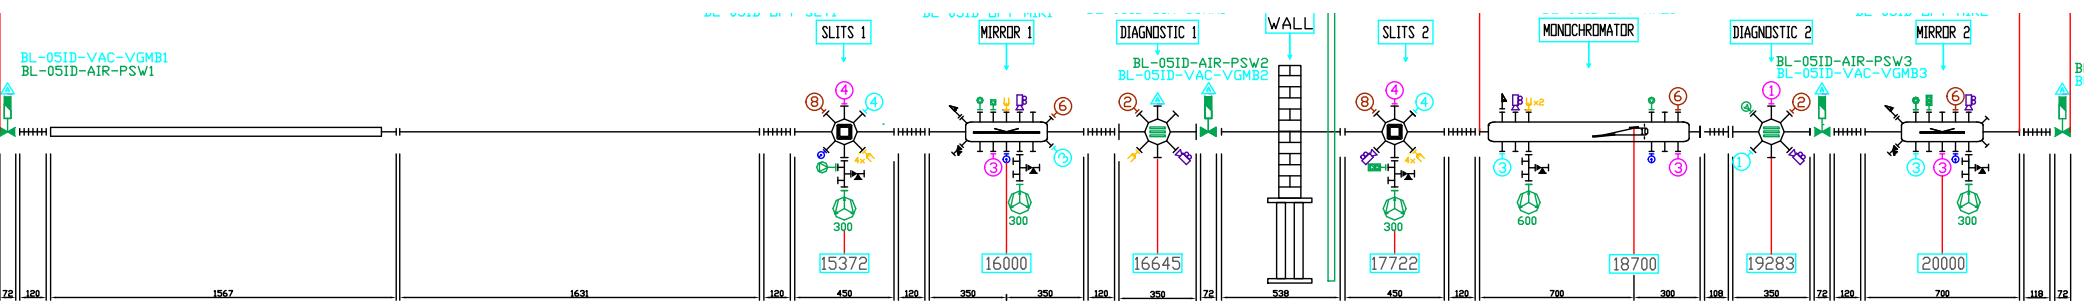 SLITS 1
MIRROR 1
DIAGNOSTIC 1
WALL
SLITS 2
MONOCHROMATOR
DIAGNOSTIC 2
MIRROR 2
BL-05ID-VAC-VGMB1
BL-05ID-AIR-PSW1
BL-05ID-AIR-PSW2
BL-05ID-VAC-VGMB2
BL-05ID-AIR-PSW3
BL-05ID-VAC-VGMB3
8 4 4 6 2 8 4 4 ×2 6 4 1 2 6
4× 3 3 4× 3 3 1 3 3
300 300 300 600 300
15372 16000 16645 17722 18700 19283 20000
72 120 1567 1631 120 450 120 350 350 120 350 72 538 450 120 700 300 108 350 72 120 700 118 72